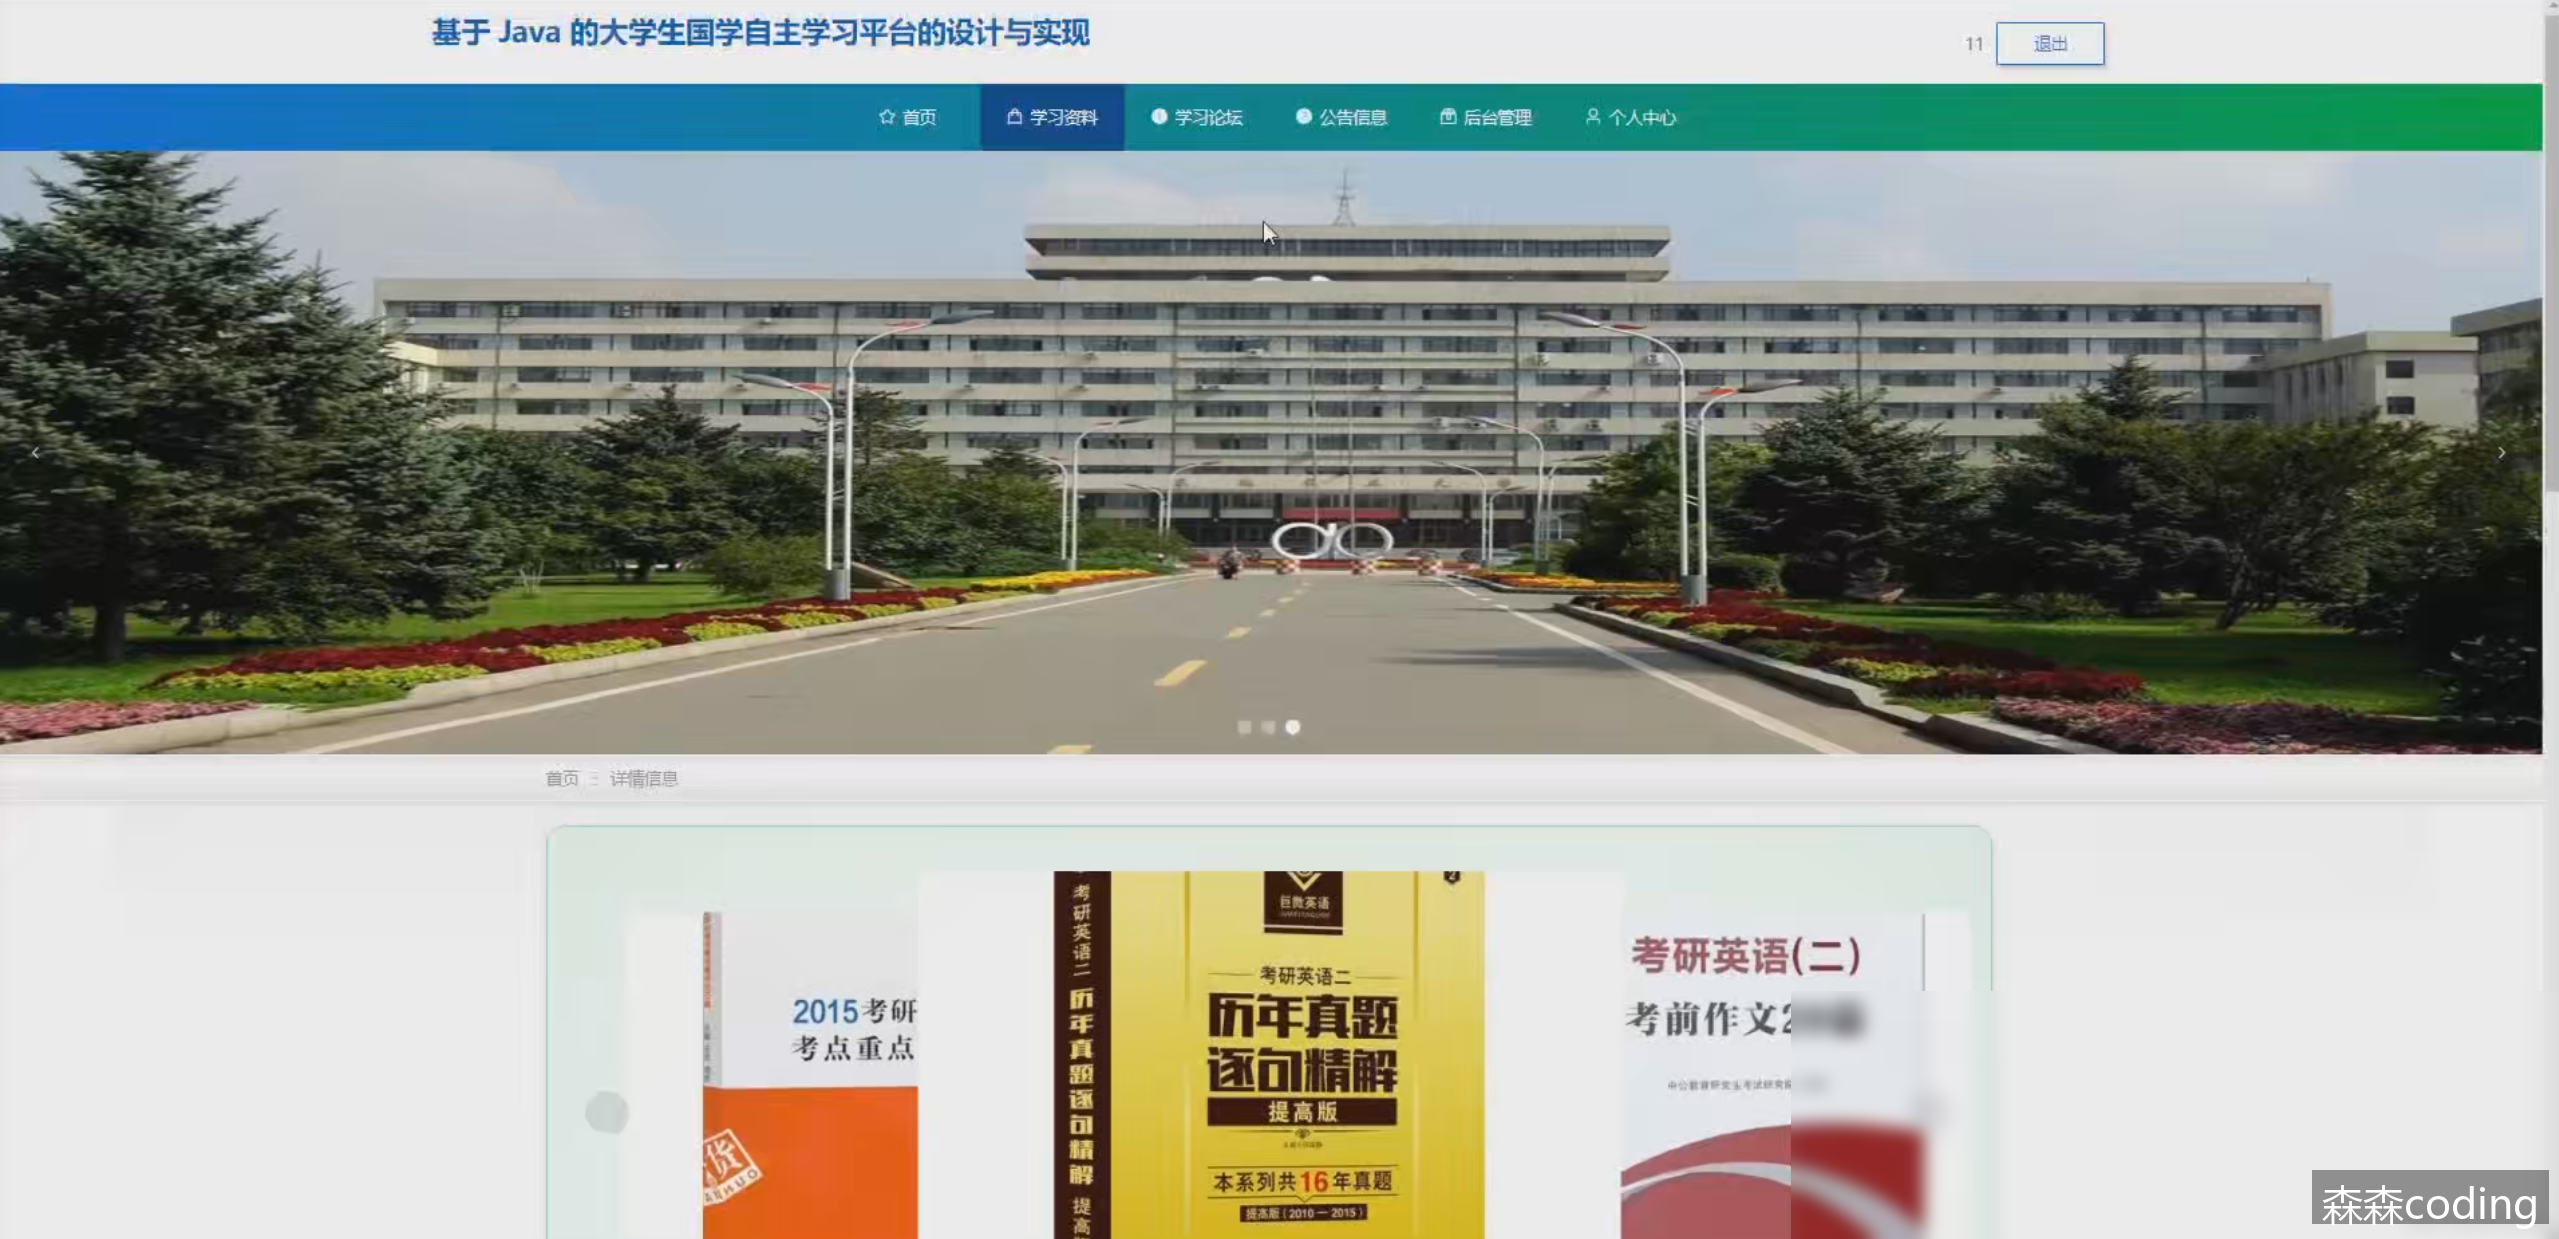 基于 Java 的大学生国学自主学习平台的设计与实现
11
退出
首页
学习资料
学习论坛
公告信息
后台管理
个人中心
首页
详情信息
2015考研
考点重点
考研英语二 历年真题逐句精解 提高
2
巨微英语
考研英语二
历年真题
逐句精解
提高版
本系列共16年真题
提高版(2010—2015)
考研英语(二)
考前作文2
森森coding